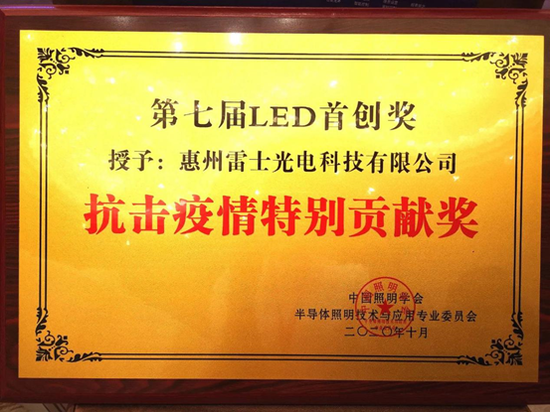 第七届LED首创奖
授予：惠州雷士光电科技有限公司
抗击疫情特别贡献奖
中国照明学会
半导体照明技术与应用专业委员会
二〇二〇年十月